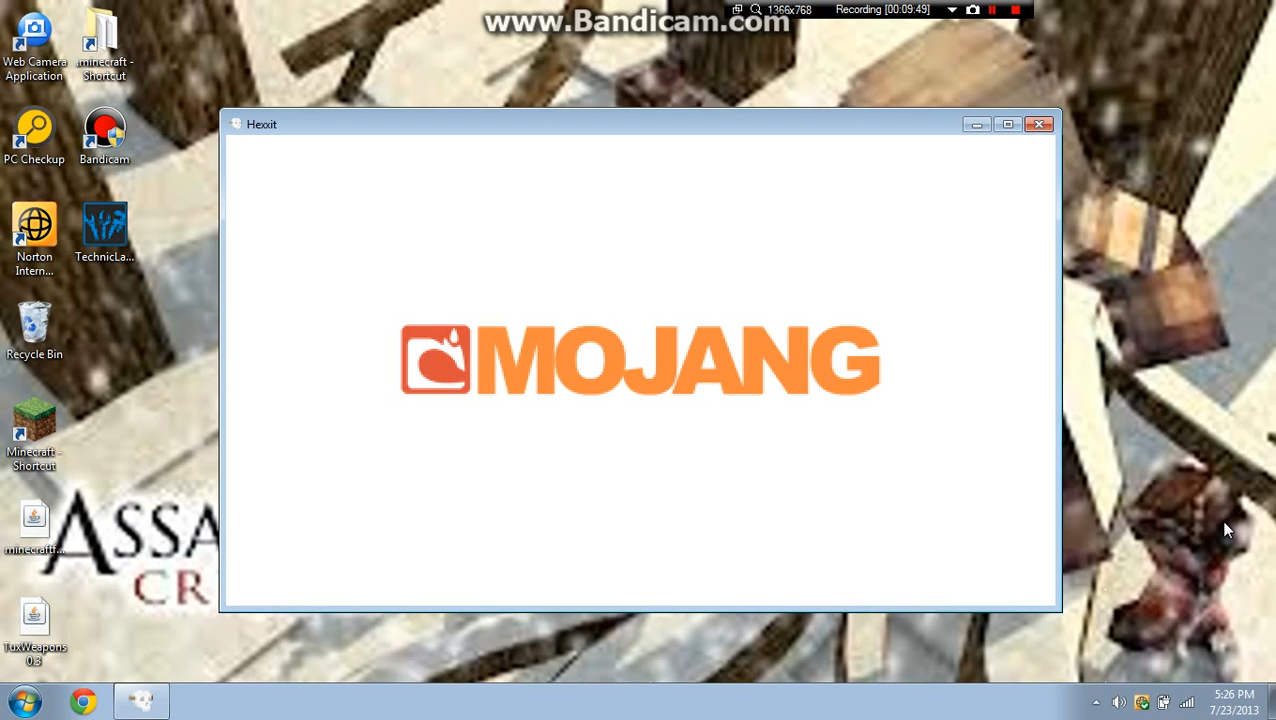 www.Bandicam.com
1366x768
Recording [00:09:49]
Web Camera
Application
.minecraft -
Shortcut
PC Checkup
Bandicam
Norton
Intern...
TechnicLa...
Recycle Bin
Minecraft -
Shortcut
minecraftf...
TuxWeapons
0.3
Hexxit
MOJANG
ASSA
CR
5:26 PM
7/23/2013